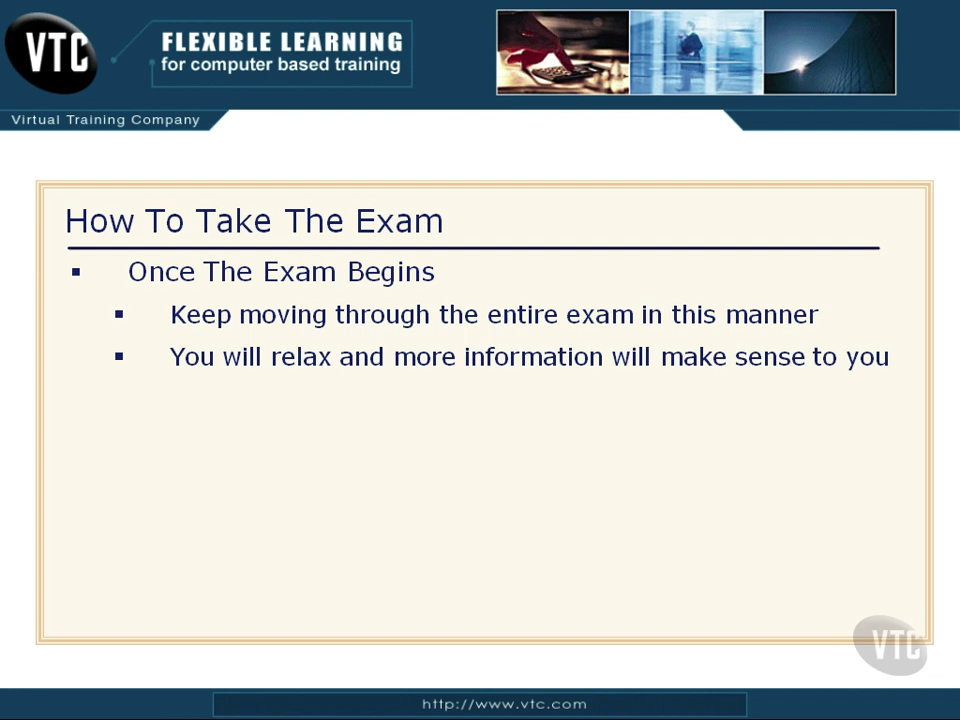 VTC
FLEXIBLE LEARNING
for computer based training
Virtual Training Company
How To Take The Exam
▪ Once The Exam Begins
▪ Keep moving through the entire exam in this manner
▪ You will relax and more information will make sense to you
VTC
http://www.vtc.com